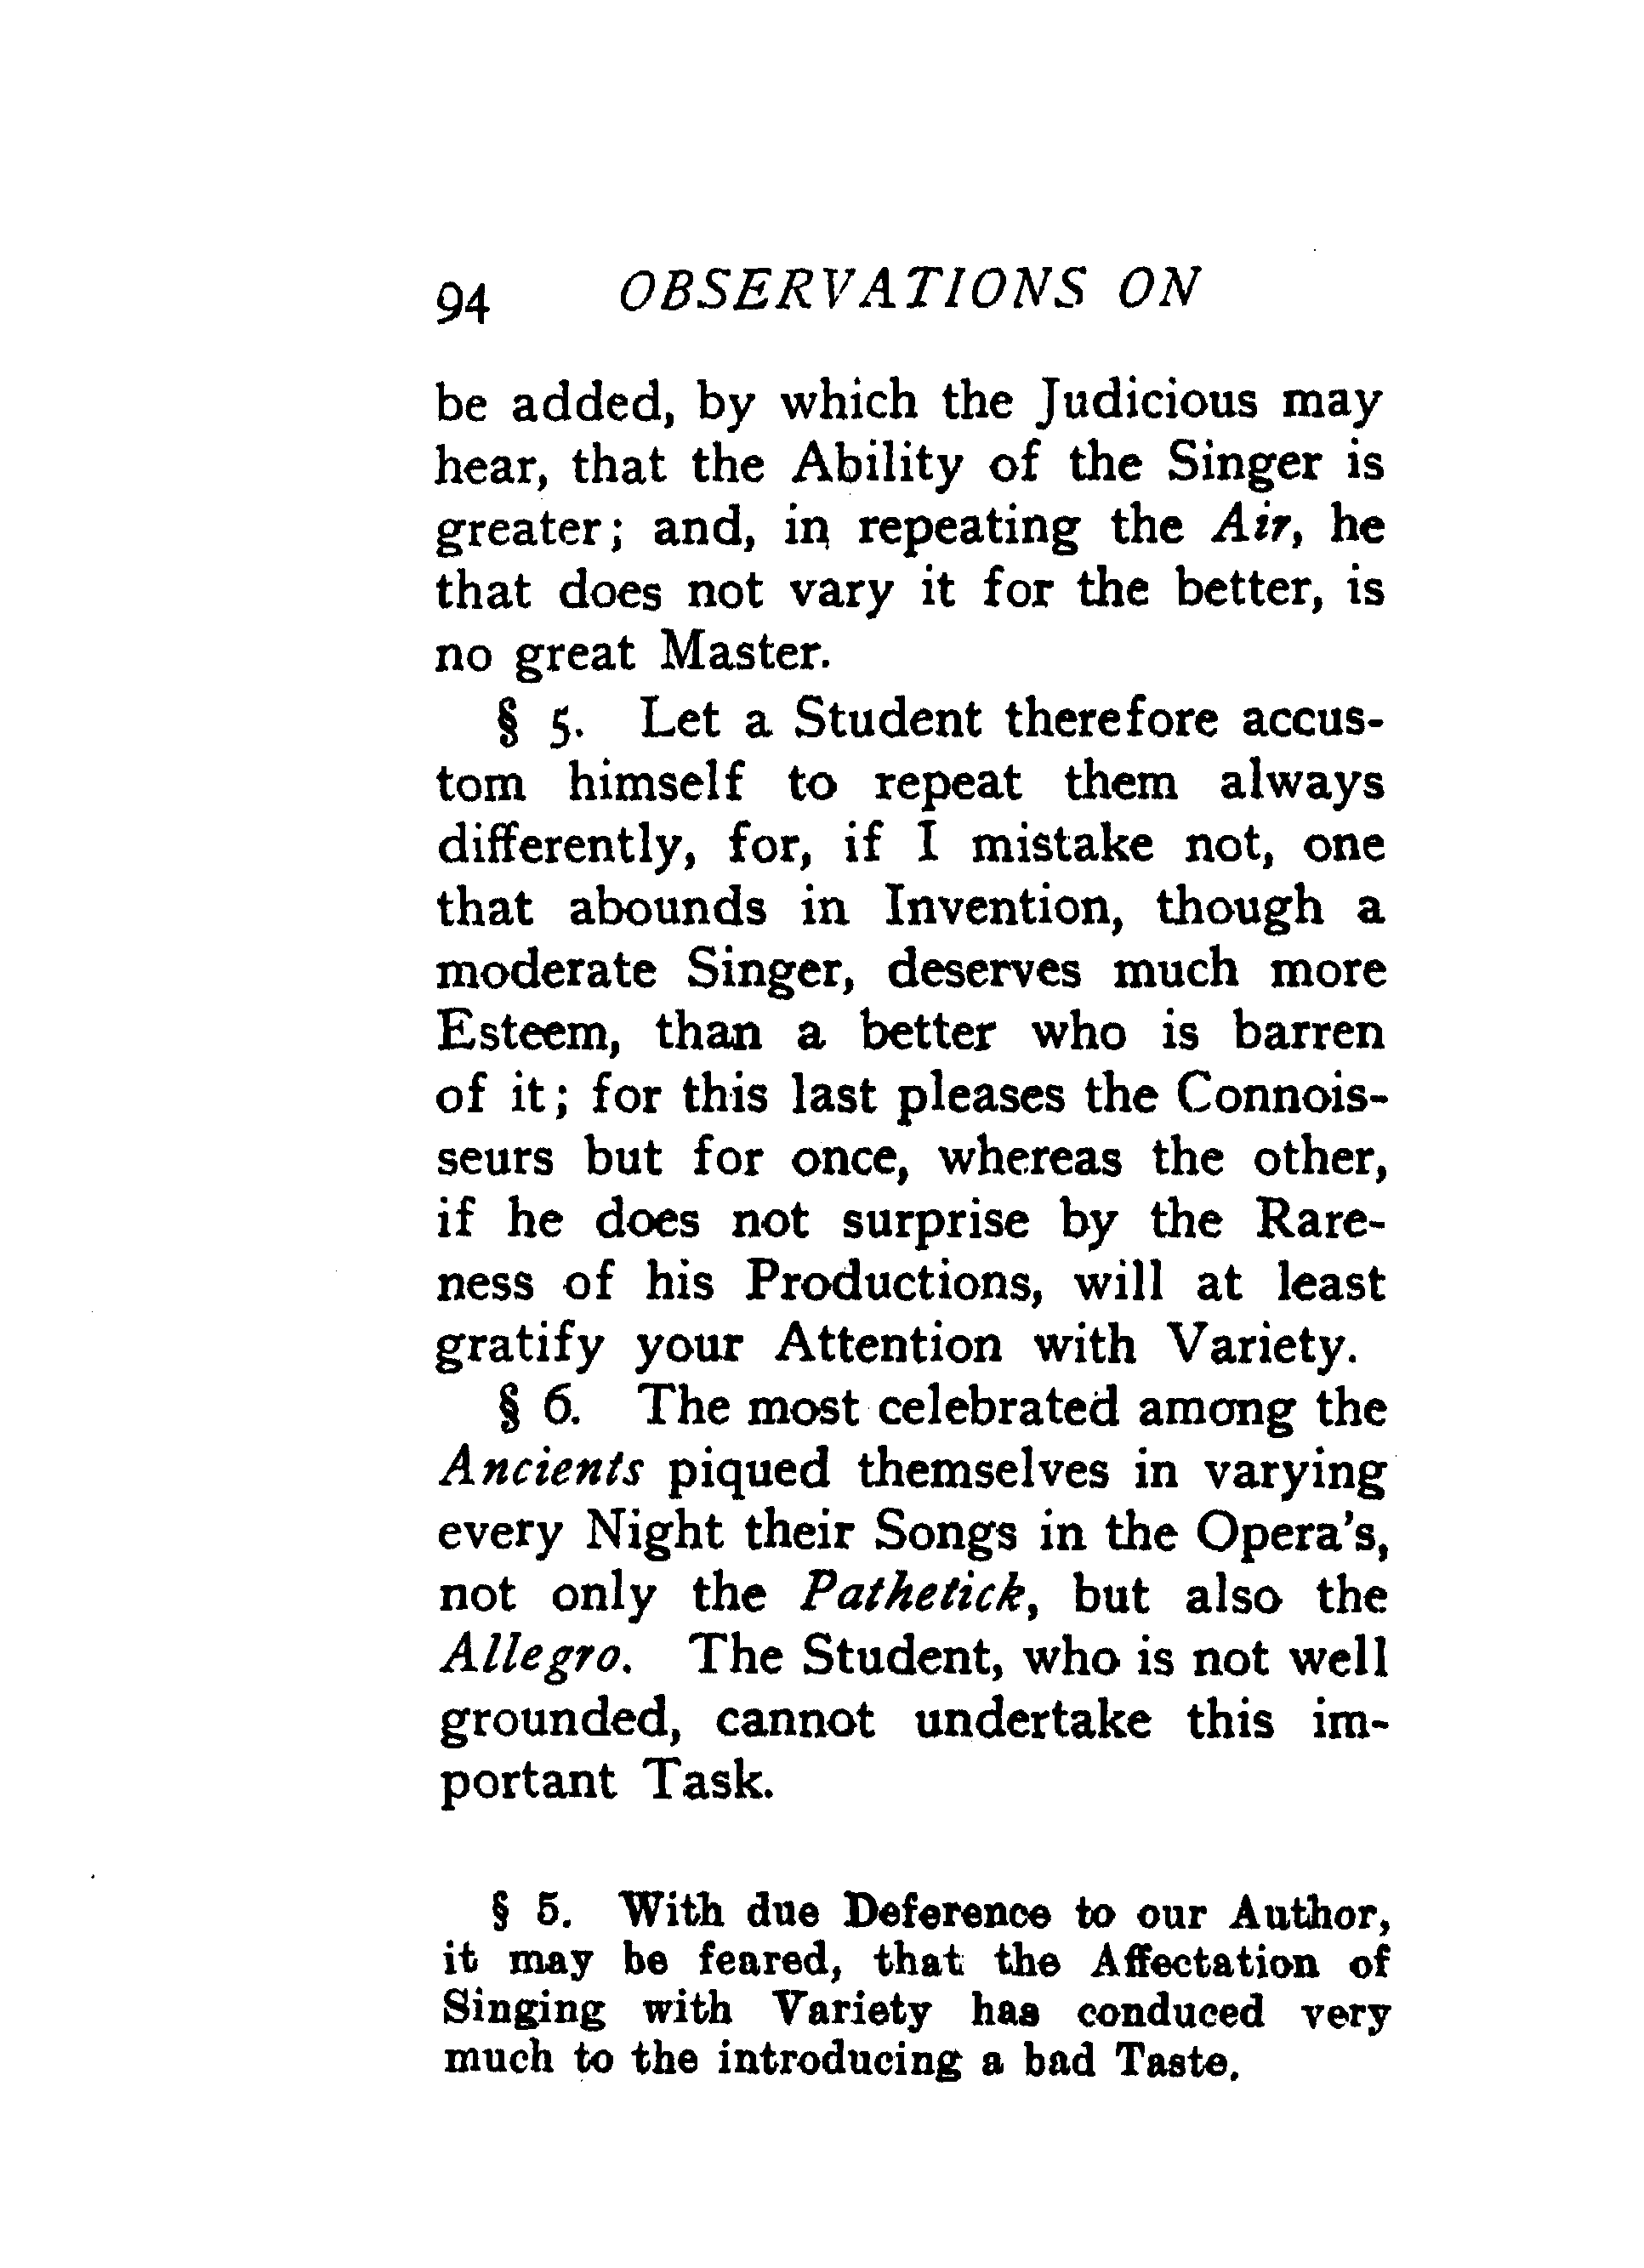 94 OBSERVATIONS ON
be added, by which the Judicious may
hear, that the Ability of the Singer is
greater; and, in repeating the Air, he
that does not vary it for the better, is
no great Master.
§ 5. Let a Student therefore accus-
tom himself to repeat them always
differently, for, if I mistake not, one
that abounds in Invention, though a
moderate Singer, deserves much more
Esteem, than a better who is barren
of it; for this last pleases the Connois-
seurs but for once, whereas the other,
if he does not surprise by the Rare-
ness of his Productions, will at least
gratify your Attention with Variety.
§ 6. The most celebrated among the
Ancients piqued themselves in varying
every Night their Songs in the Opera's,
not only the Pathetick, but also the
Allegro. The Student, who is not well
grounded, cannot undertake this im-
portant Task.
§ 5. With due Deference to our Author,
it may be feared, that the Affectation of
Singing with Variety has conduced very
much to the introducing a bad Taste.